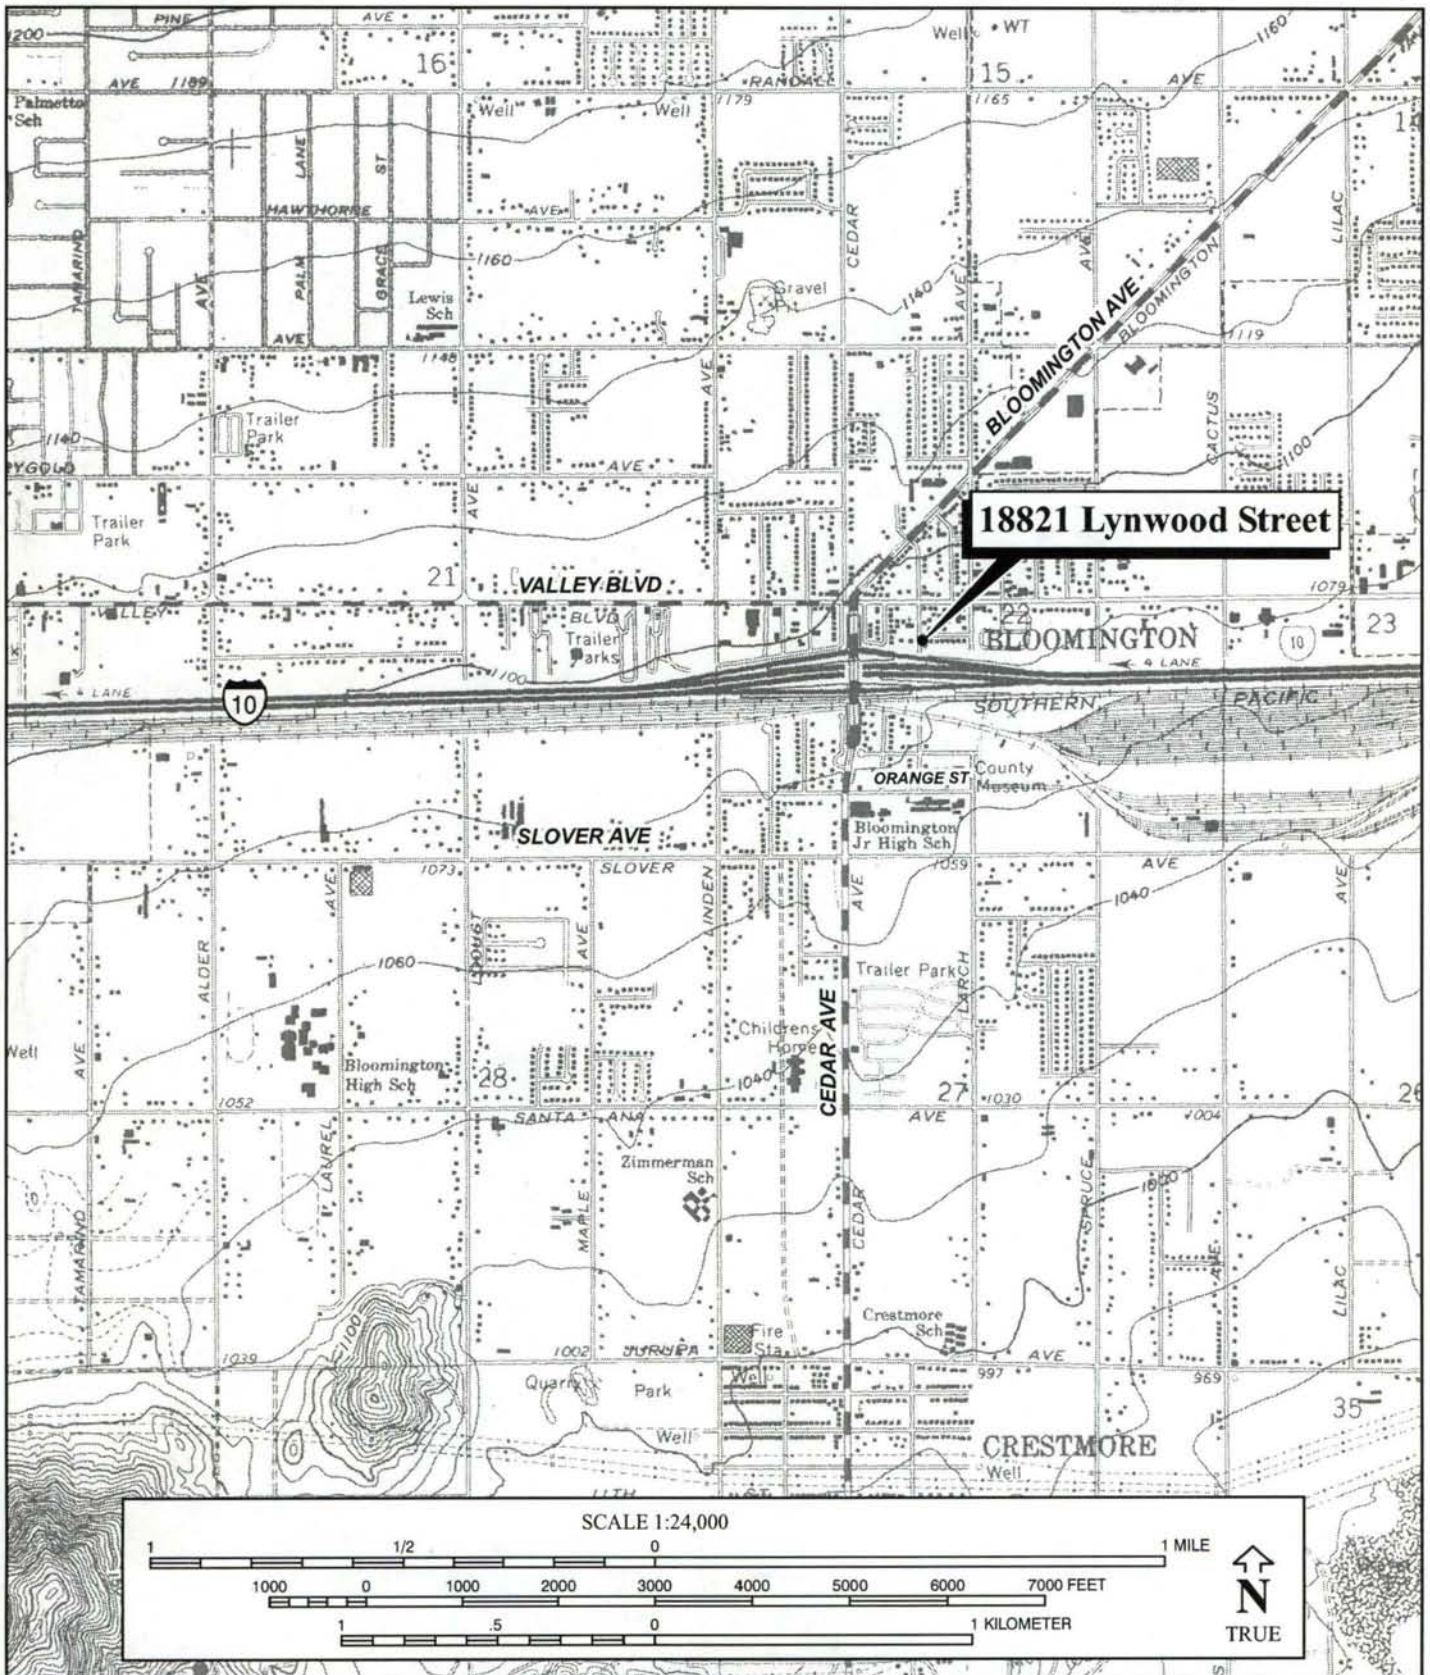 PINE
AVE
1200
1160
Well
WT
16
15
AVE 1189
RANDALL
AVE
Palmetto
Sch
Well
Well
1179
1165
LANE
ST
HAWTHORNE
AVE
TAMARIND
AVE
PALM
GRACE
CEDAR
AVE
AVE
LILAC
1160
Lewis
Sch
Gravel
Pit
1140
BLOOMINGTON AVE
BLOOMINGTON
1119
AVE
1148
AVE
CACTUS
Trailer
Park
1140
AVE
1100
AVE
Trailer
Park
18821 Lynwood Street
21
VALLEY BLVD
VALLEY
BLVD
Trailer
Parks
22
1079
23
BLOOMINGTON
10
4 LANE
1100
4 LANE
10
SOUTHERN
PACIFIC
ORANGE ST
County
Museum
SLOVER AVE
Bloomington
Jr High Sch
1073
SLOVER
1059
AVE
AVE
LINDEN
AVE
AVE
1040
ALDER
LOCUST
AVE
1060
Trailer Park
LARCH
CEDAR AVE
Childrens
Home
Well
AVE
Bloomington
High Sch
28
1040
27
1030
26
1052
SANTA ANA
AVE
1004
LAUREL
Zimmerman
Sch
SPRUCE
1000
TAMARIND
MAPLE
CEDAR
AVE
LILAC
1100
Crestmore
Sch
Fire
Sta
1039
1002
JURUPA
AVE
997
969
Quarry
Park
Well
35
Well
CRESTMORE
Well
11TH
ST
SCALE 1:24,000
1 1/2 0 1 MILE
1000 0 1000 2000 3000 4000 5000 6000 7000 FEET
1 .5 0 1 KILOMETER
N
TRUE